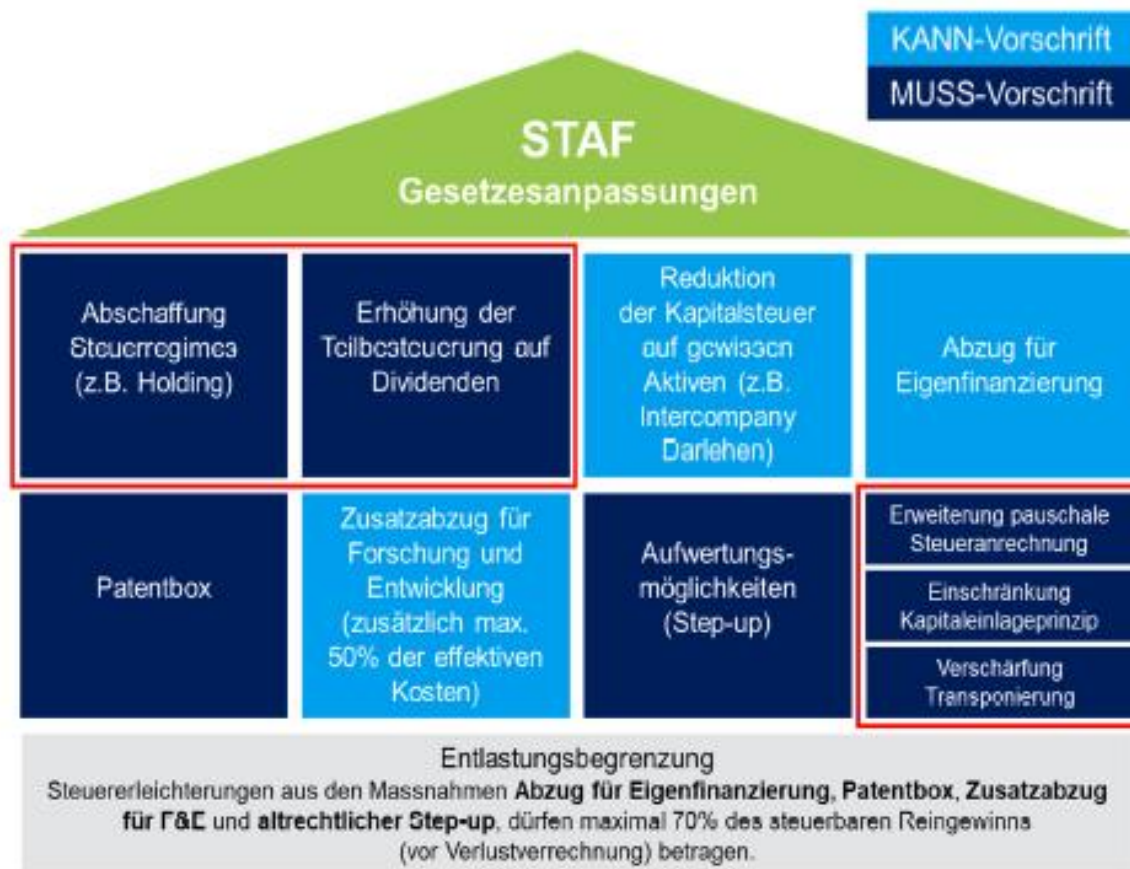 KANN-Vorschrift
MUSS-Vorschrift
STAF
Gesetzesanpassungen
Abschaffung
Steuerregimes
(z.B. Holding)
Erhöhung der
Teilbesteuerung auf
Dividenden
Reduktion
der Kapitalsteuer
auf gewissen
Aktiven (z.B.
Intercompany
Darlehen)
Abzug für
Eigenfinanzierung
Patentbox
Zusatzabzug für
Forschung und
Entwicklung
(zusätzlich max.
50% der effektiven
Kosten)
Aufwertungs-
möglichkeiten
(Step-up)
Erweiterung pauschale
Steueranrechnung
Einschränkung
Kapitaleinlageprinzip
Verschärfung
Transponierung
Entlastungsbegrenzung
Steuererleichterungen aus den Massnahmen Abzug für Eigenfinanzierung, Patentbox, Zusatzabzug
für F&E und altrechtlicher Step-up, dürfen maximal 70% des steuerbaren Reingewinns
(vor Verlustverrechnung) betragen.